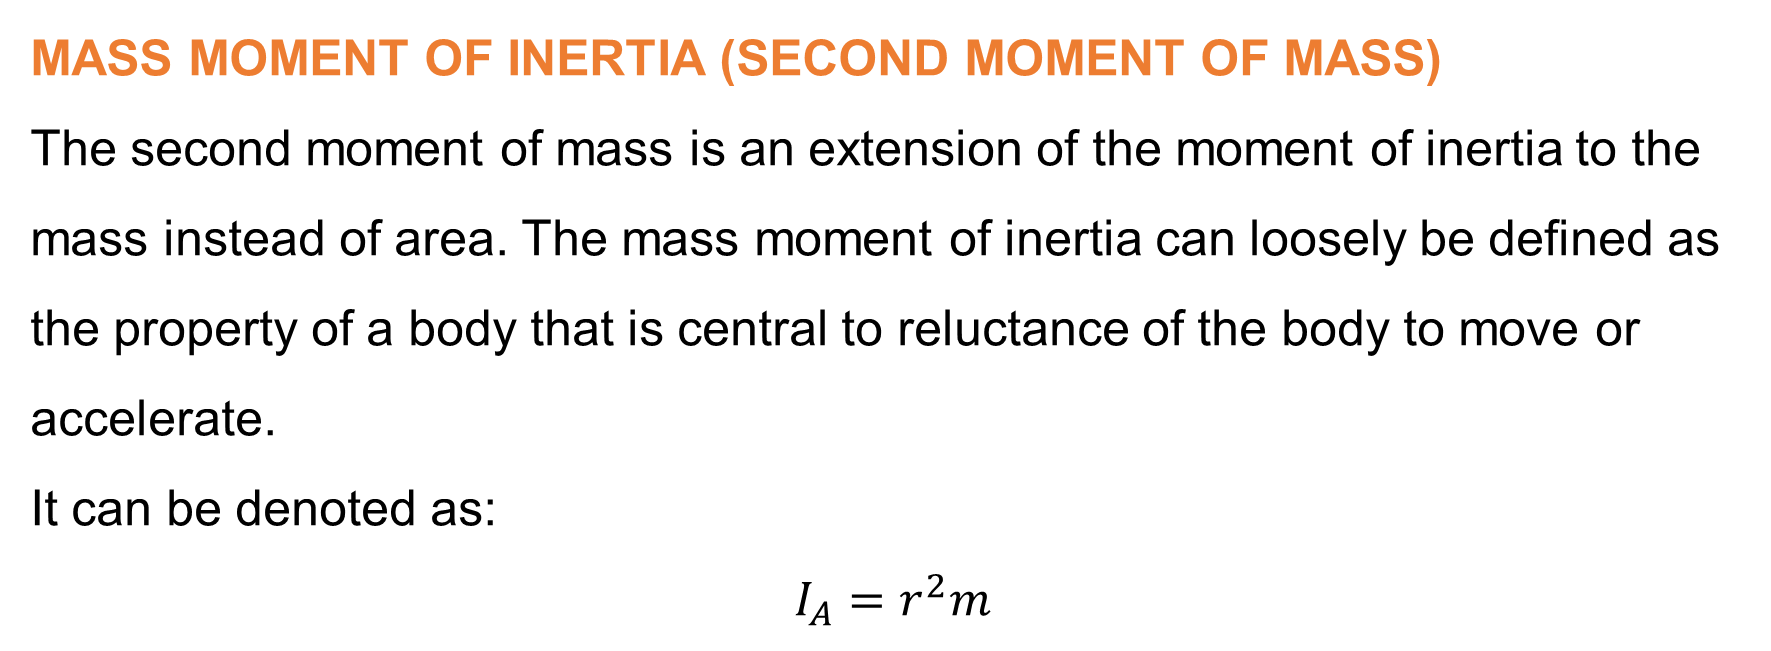 MASS MOMENT OF INERTIA (SECOND MOMENT OF MASS)
The second moment of mass is an extension of the moment of inertia to the
mass instead of area. The mass moment of inertia can loosely be defined as
the property of a body that is central to reluctance of the body to move or
accelerate.
It can be denoted as:
I_A = r²m